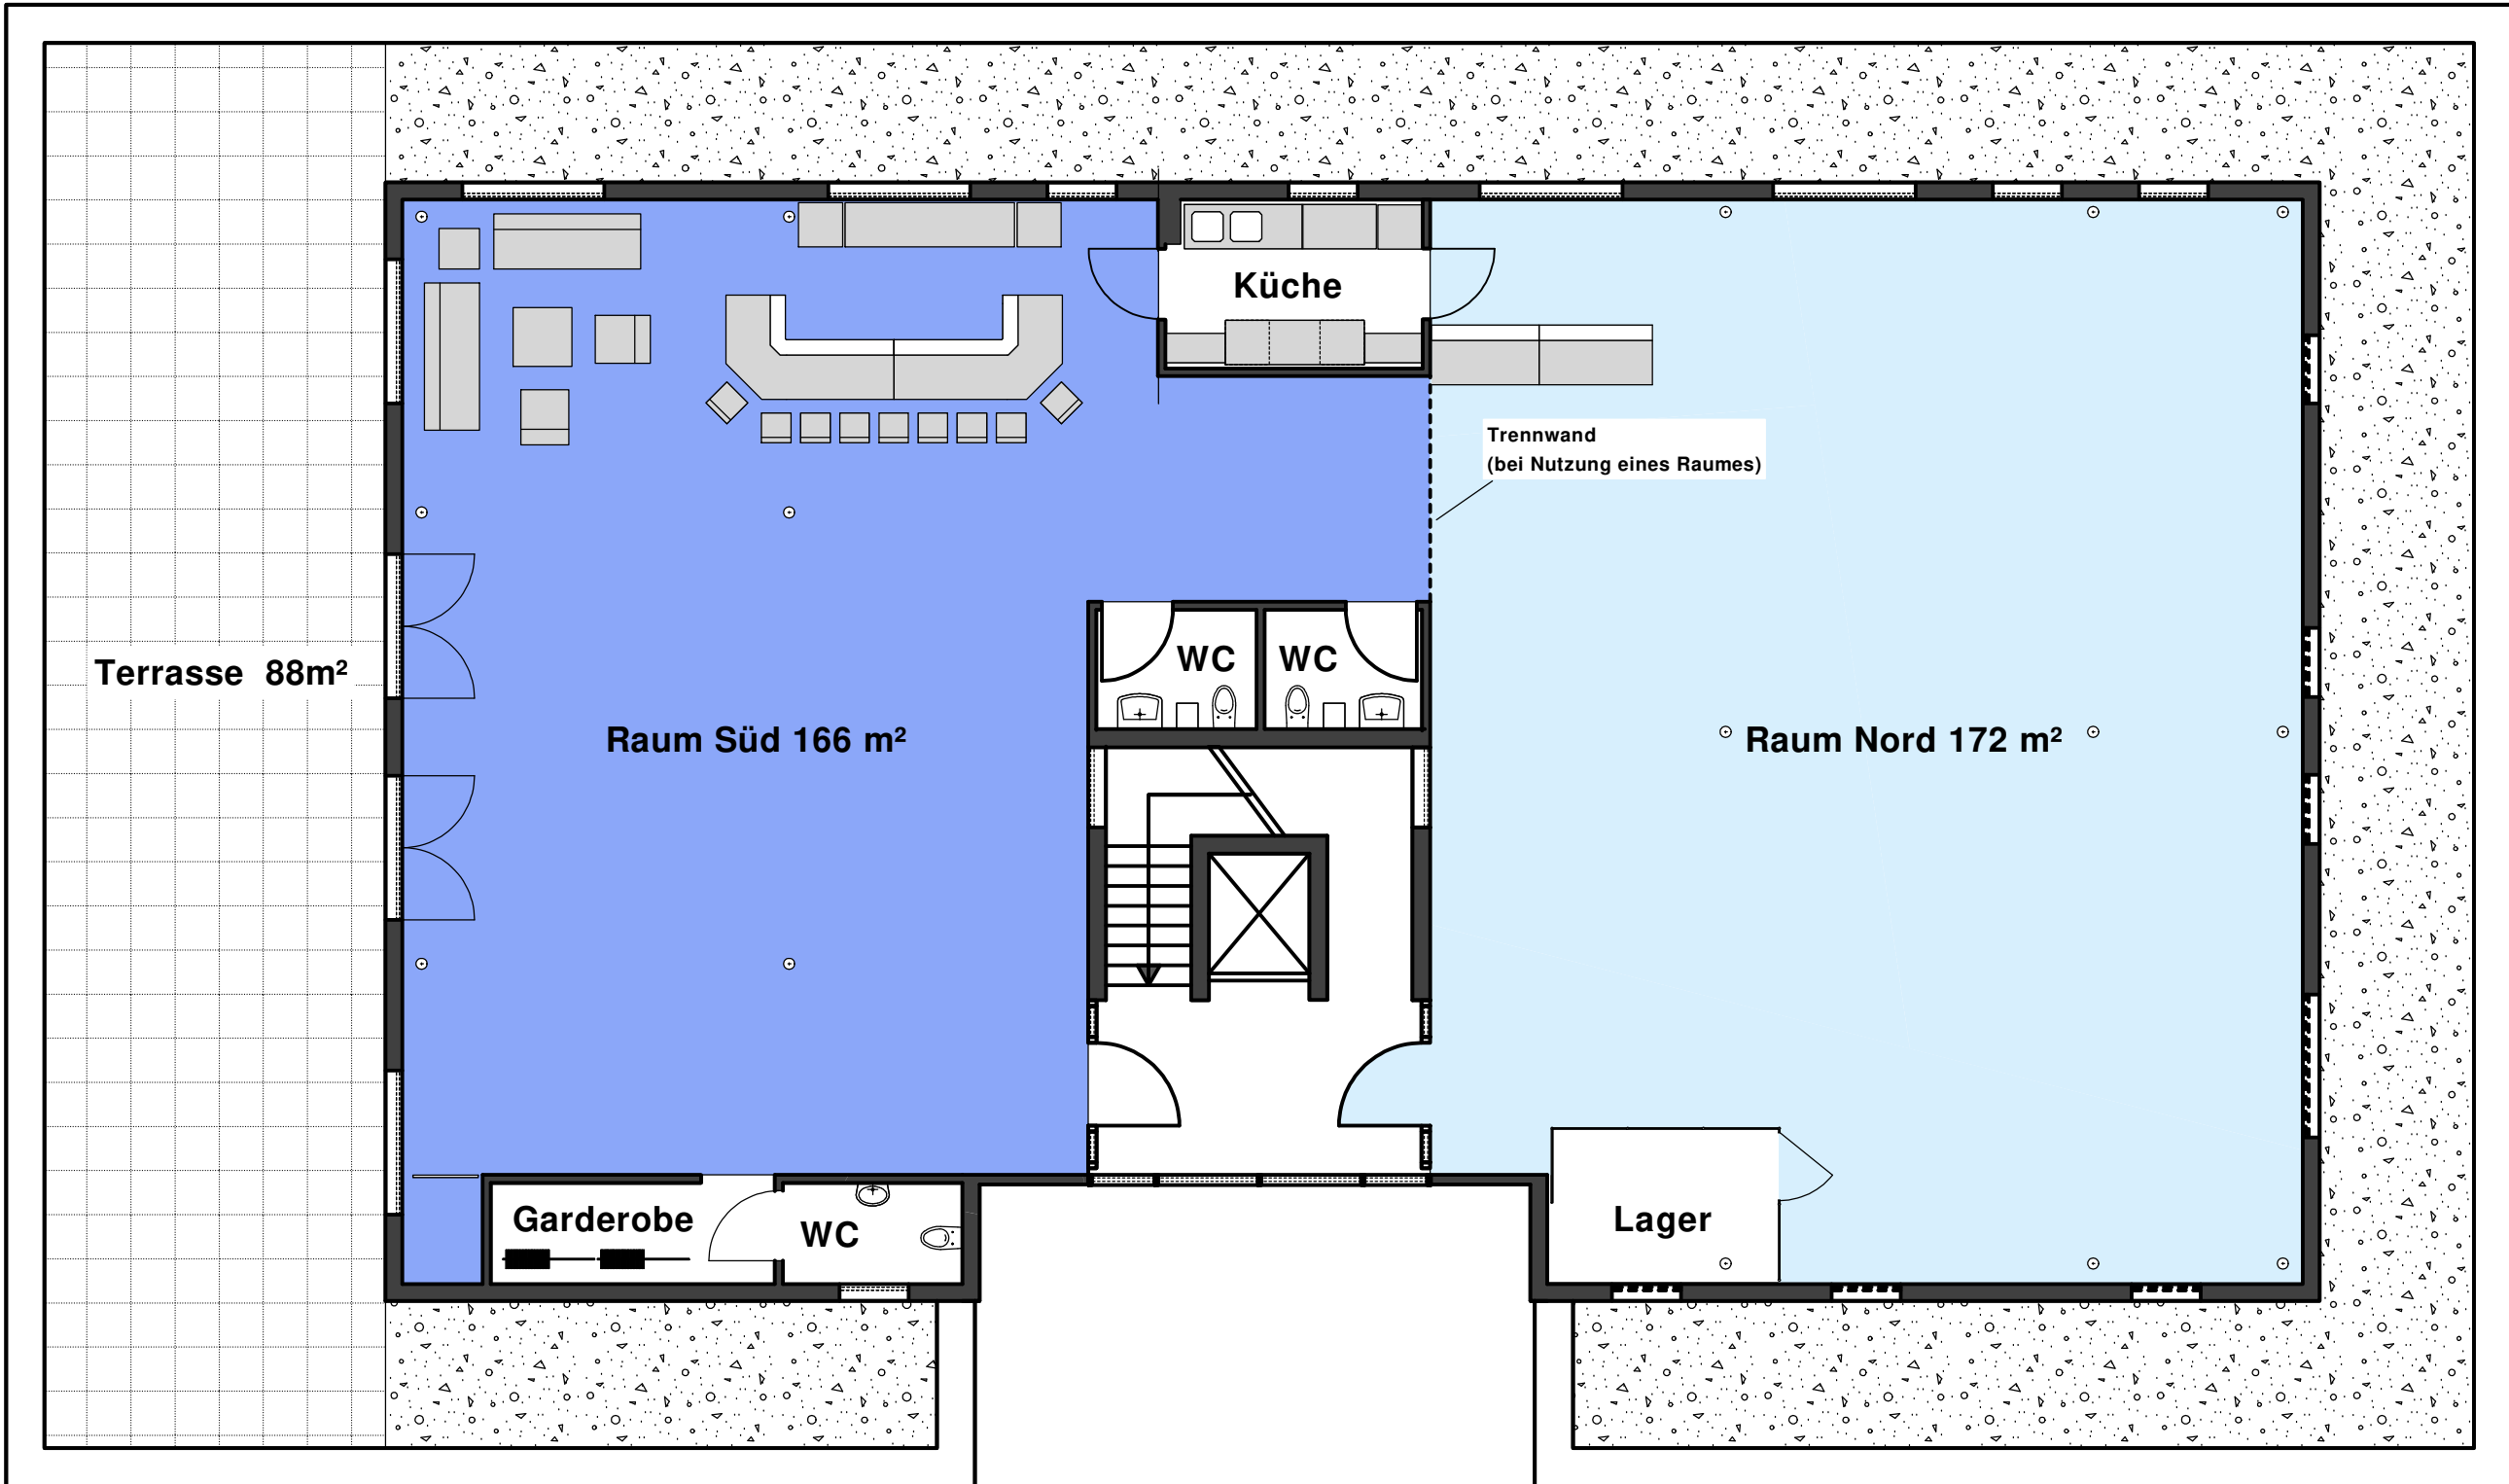 Küche
Trennwand
(bei Nutzung eines Raumes)
WC
WC
Terrasse  88m²
Raum Süd 166 m²
Raum Nord 172 m²
Garderobe
WC
Lager